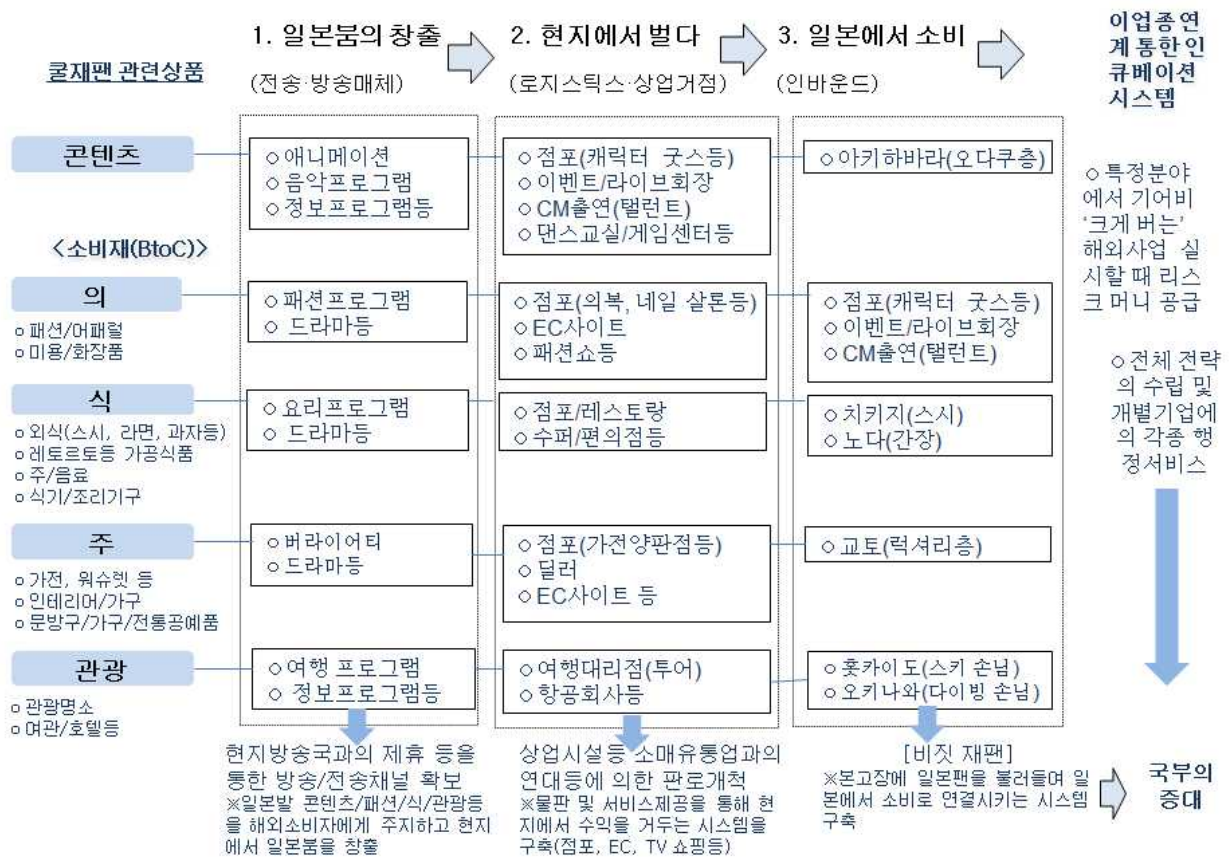 쿨재팬 관련상품
1. 일본붐의 창출
(전송·방송매체)
2. 현지에서 벌다
(로지스틱스·상업거점)
3. 일본에서 소비
(인바운드)
이업종 연
계 통한 인
큐베이션
시스템
콘텐츠
○ 애니메이션
○ 음악프로그램
○ 정보프로그램등
○ 점포(캐릭터 굿스등)
○ 이벤트/라이브회장
○ CM출연(탤런트)
○ 댄스교실/게임센터등
○ 아키하바라(오다쿠층)
<소비재(BtoC)>
의
○ 패션/어패럴
○ 미용/화장품
○ 패션프로그램
○ 드라마등
○ 점포(의복, 네일 살론등)
○ EC사이트
○ 패션쇼등
○ 점포(캐릭터 굿스등)
○ 이벤트/라이브회장
○ CM출연(탤런트)
식
○ 외식(스시, 라면, 과자등)
○ 레토르토등 가공식품
○ 주/음료
○ 식기/조리기구
○ 요리프로그램
○ 드라마등
○ 점포/레스토랑
○ 수퍼/편의점등
○ 치키지(스시)
○ 노다(간장)
주
○ 가전, 워슈렛 등
○ 인테리어/가구
○ 문방구/가구/전통공예품
○ 버라이어티
○ 드라마등
○ 점포(가전양판점등)
○ 딜러
○ EC사이트 등
○ 교토(럭셔리층)
관광
○ 관광명소
○ 여관/호텔등
○ 여행 프로그램
○ 정보프로그램등
○ 여행대리점(투어)
○ 항공회사등
○ 홋카이도(스키 손님)
○ 오키나와(다이빙 손님)
○ 특정분야
에서 기어비
‘크게 버는’
해외사업 실
시할 때 리스
크 머니 공급
○ 전체 전략
의 수립 및
개별기업에
의 각종 행
정서비스
현지방송국과의 제휴 등을
통한 방송/전송채널 확보
※일본발 콘텐츠/패션/식/관광등
을 해외소비자에게 주지하고 현지
에서 일본붐을 창출
상업시설등 소매유통업과의
연대등에 의한 판로개척
※물판 및 서비스제공을 통해 현
지에서 수익을 거두는 시스템을
구축(점포, EC, TV 쇼핑등)
[비짓 재팬]
※본고장에 일본팬을 불러들며 일
본에서 소비로 연결시키는 시스템
구축
국부의
증대